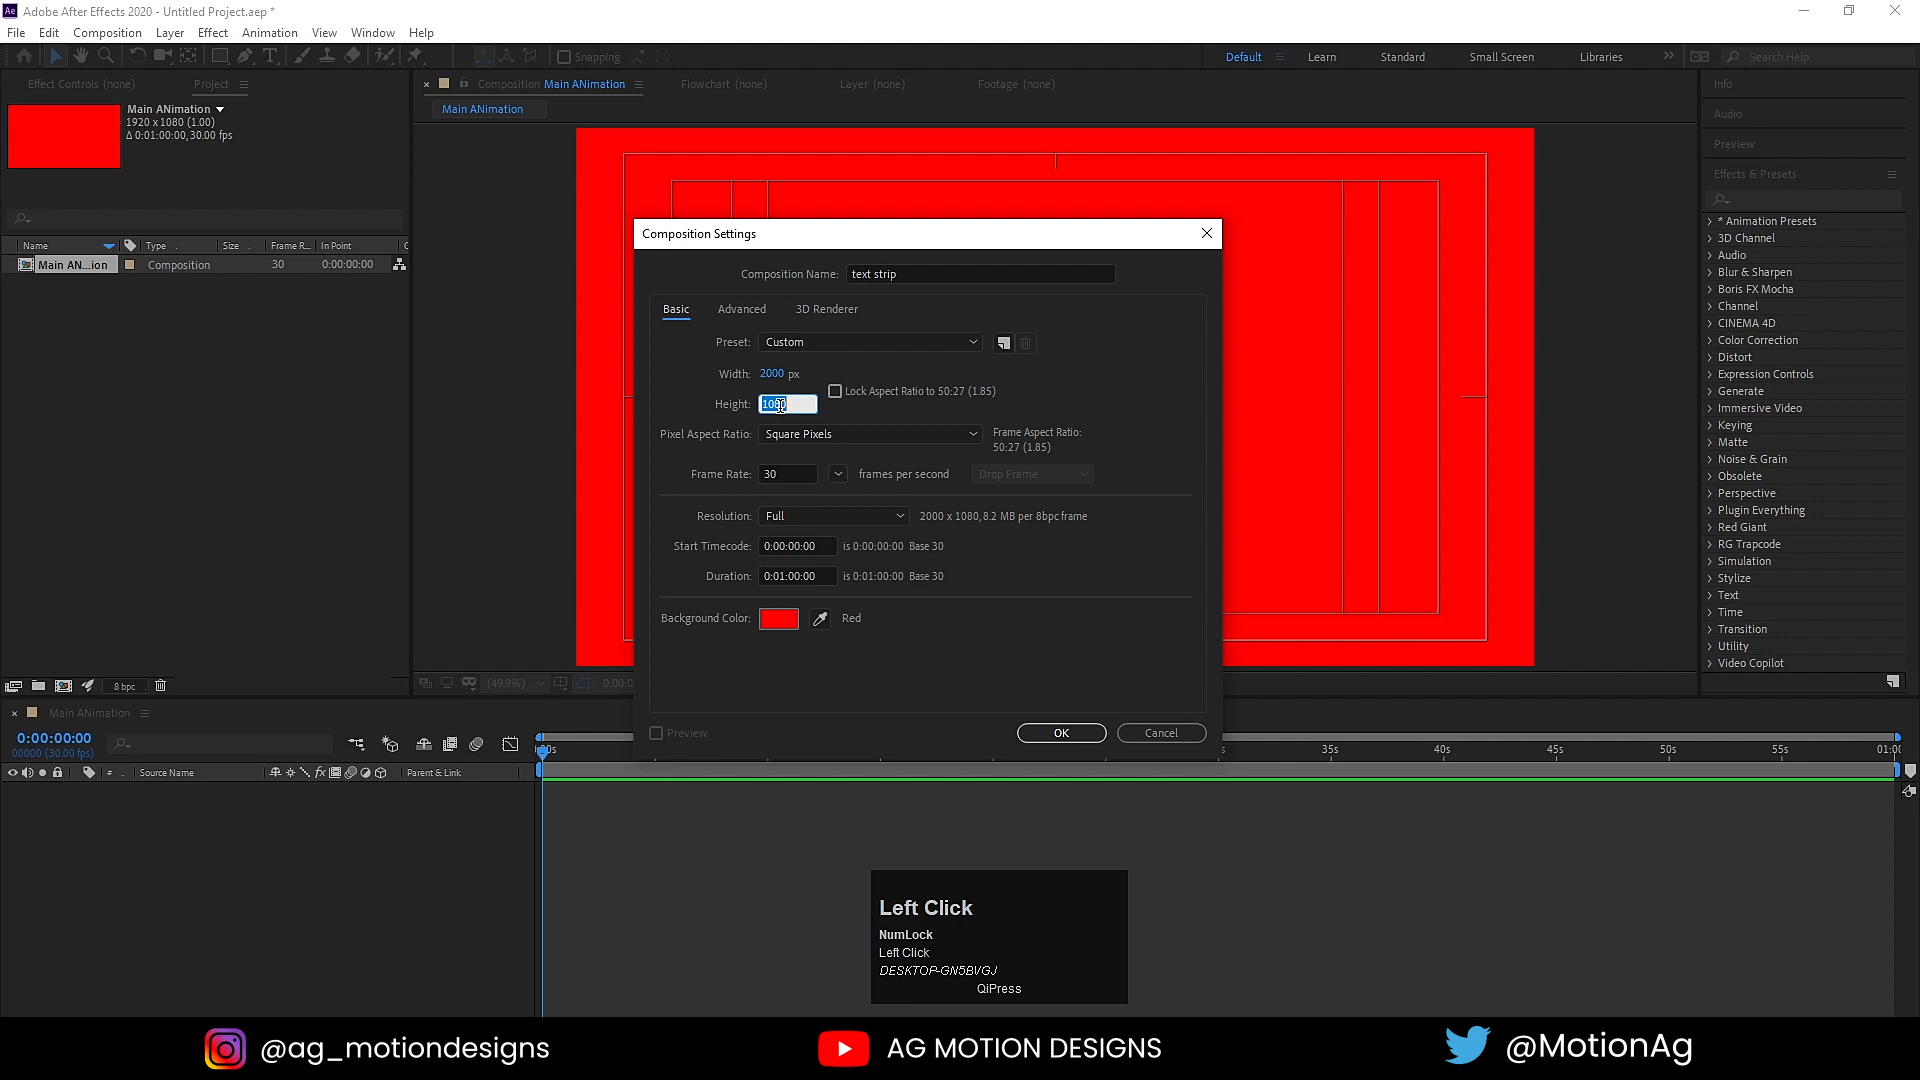 Adobe After Effects 2020 - Untitled Project.aep *
File Edit Composition Layer Effect Animation View Window Help
Snapping
Default Learn Standard Small Screen Libraries Search Help
Effect Controls (none) Project
Composition Main ANimation Flowchart (none) Layer (none) Footage (none)
Main ANimation
Main ANimation
1920 x 1080 (1.00)
Δ 0:01:00:00, 30.00 fps
Name Type Size Frame R... In Point
Main AN...ion Composition 30 0:00:00:00
8 bpc
Composition Settings
Composition Name: text strip
Basic Advanced 3D Renderer
Preset: Custom
Width: 2000 px
Lock Aspect Ratio to 50:27 (1.85)
Height: 1080
Pixel Aspect Ratio: Square Pixels
Frame Aspect Ratio:
50:27 (1.85)
Frame Rate: 30 frames per second Drop Frame
Resolution: Full 2000 x 1080, 8.2 MB per 8bpc frame
Start Timecode: 0:00:00:00 is 0:00:00:00 Base 30
Duration: 0:01:00:00 is 0:01:00:00 Base 30
Background Color: Red
Preview OK Cancel
(49.9%) 0:00:0
Info
Audio
Preview
Effects & Presets
* Animation Presets
3D Channel
Audio
Blur & Sharpen
Boris FX Mocha
Channel
CINEMA 4D
Color Correction
Distort
Expression Controls
Generate
Immersive Video
Keying
Matte
Noise & Grain
Obsolete
Perspective
Plugin Everything
Red Giant
RG Trapcode
Simulation
Stylize
Text
Time
Transition
Utility
Video Copilot
Main ANimation
0:00:00:00
00000 (30.00 fps)
# Source Name fx Parent & Link
35s 40s 45s 50s 55s 01:00
Left Click
NumLock
Left Click
DESKTOP-GN5BVGJ
QiPress
@ag_motiondesigns AG MOTION DESIGNS @MotionAg